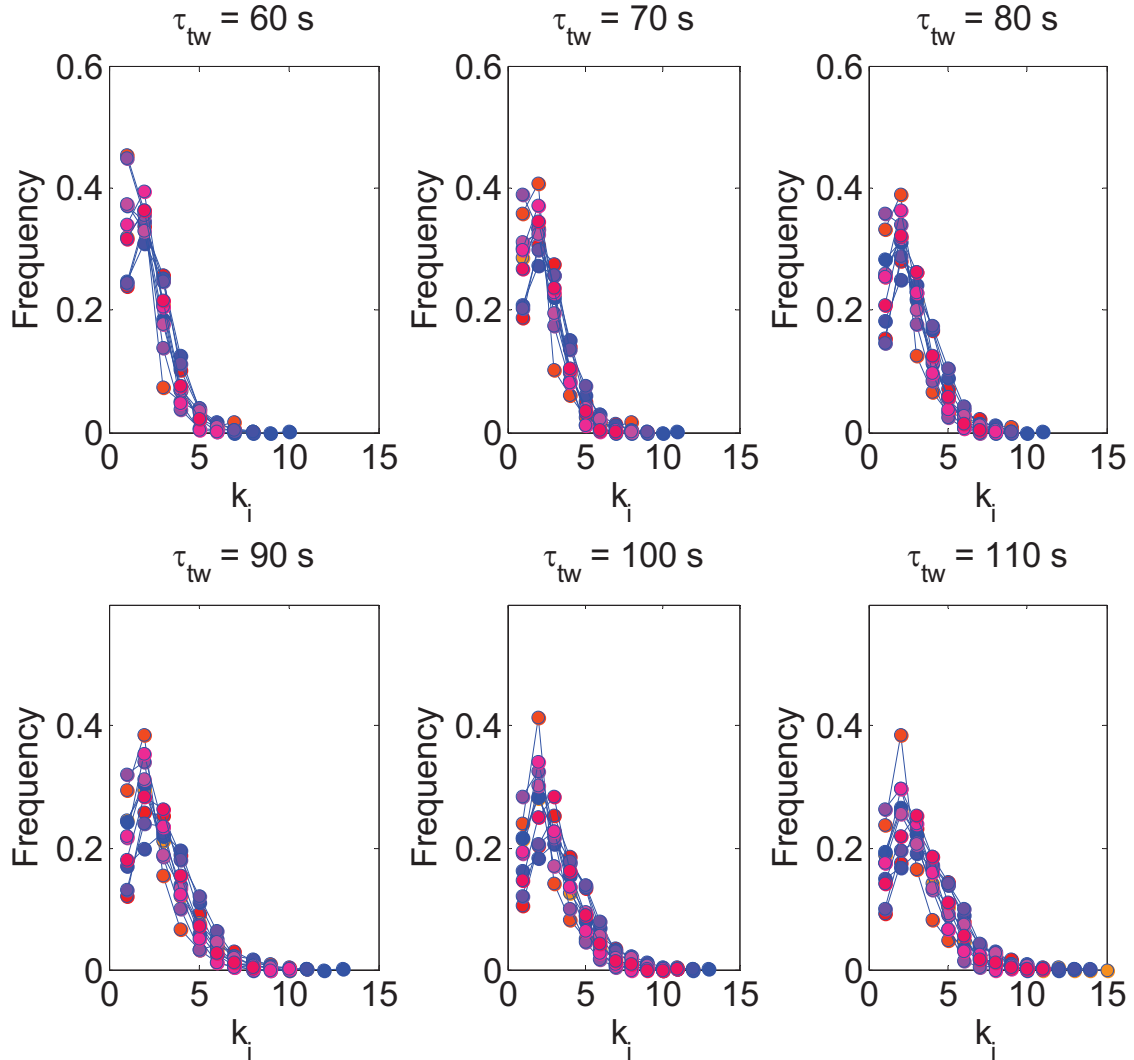 τtw = 60 s
τtw = 70 s
τtw = 80 s
0.6
0.4
0.2
0
Frequency
0 5 10 15
ki
0.6
0.4
0.2
0
Frequency
0 5 10 15
ki
0.6
0.4
0.2
0
Frequency
0 5 10 15
ki
τtw = 90 s
τtw = 100 s
τtw = 110 s
0.4
0.2
0
Frequency
0 5 10 15
ki
0.4
0.2
0
Frequency
0 5 10 15
ki
0.4
0.2
0
Frequency
0 5 10 15
ki